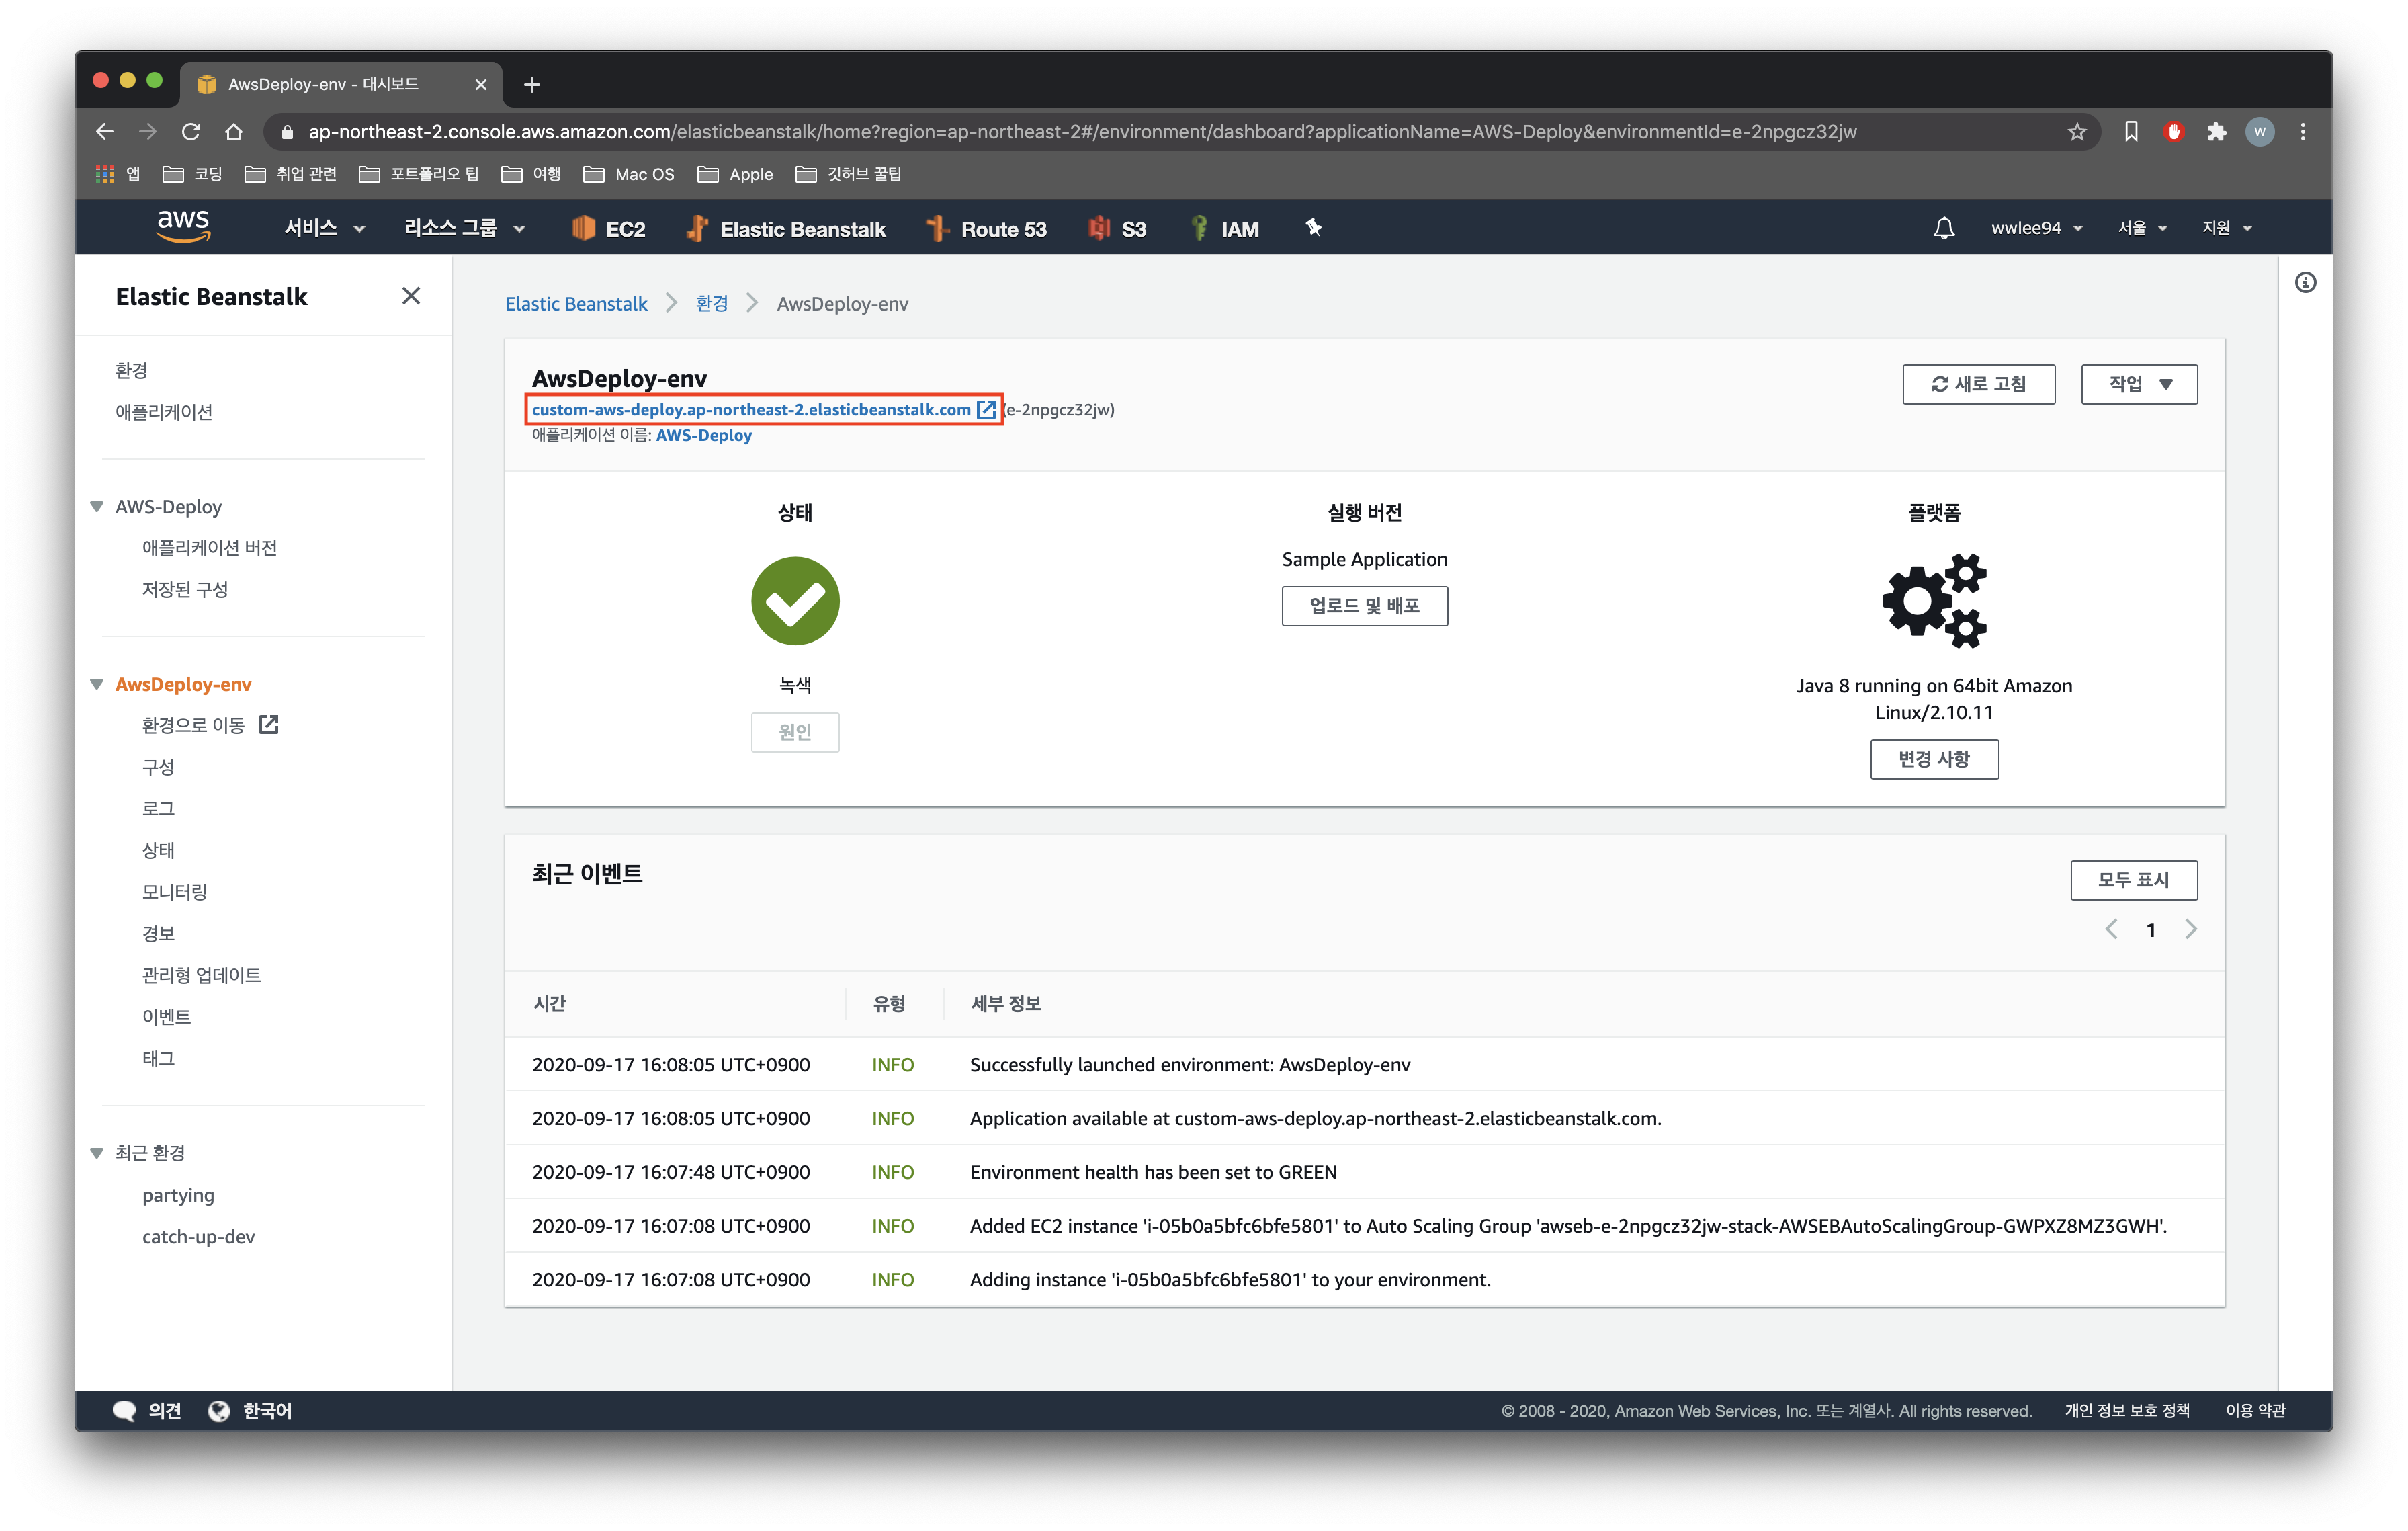 AwsDeploy-env - 대시보드
ap-northeast-2.console.aws.amazon.com/elasticbeanstalk/home?region=ap-northeast-2#/environment/dashboard?applicationName=AWS-Deploy&environmentId=e-2npgcz32jw
W
앱 코딩 취업 관련 포트폴리오 팁 여행 Mac OS Apple 깃허브 꿀팁
aws 서비스 리소스 그룹 EC2 Elastic Beanstalk Route 53 S3 IAM wwlee94 서울 지원
Elastic Beanstalk
환경
애플리케이션
AWS-Deploy
애플리케이션 버전
저장된 구성
AwsDeploy-env
환경으로 이동
구성
로그
상태
모니터링
경보
관리형 업데이트
이벤트
태그
최근 환경
partying
catch-up-dev
Elastic Beanstalk 환경 AwsDeploy-env
AwsDeploy-env
custom-aws-deploy.ap-northeast-2.elasticbeanstalk.com (e-2npgcz32jw)
애플리케이션 이름: AWS-Deploy
새로 고침 작업
상태
녹색
원인
실행 버전
Sample Application
업로드 및 배포
플랫폼
Java 8 running on 64bit Amazon
Linux/2.10.11
변경 사항
최근 이벤트
모두 표시
1
시간 유형 세부 정보
2020-09-17 16:08:05 UTC+0900 INFO Successfully launched environment: AwsDeploy-env
2020-09-17 16:08:05 UTC+0900 INFO Application available at custom-aws-deploy.ap-northeast-2.elasticbeanstalk.com.
2020-09-17 16:07:48 UTC+0900 INFO Environment health has been set to GREEN
2020-09-17 16:07:08 UTC+0900 INFO Added EC2 instance 'i-05b0a5bfc6bfe5801' to Auto Scaling Group 'awseb-e-2npgcz32jw-stack-AWSEBAutoScalingGroup-GWPXZ8MZ3GWH'.
2020-09-17 16:07:08 UTC+0900 INFO Adding instance 'i-05b0a5bfc6bfe5801' to your environment.
의견 한국어
© 2008 - 2020, Amazon Web Services, Inc. 또는 계열사. All rights reserved. 개인 정보 보호 정책 이용 약관